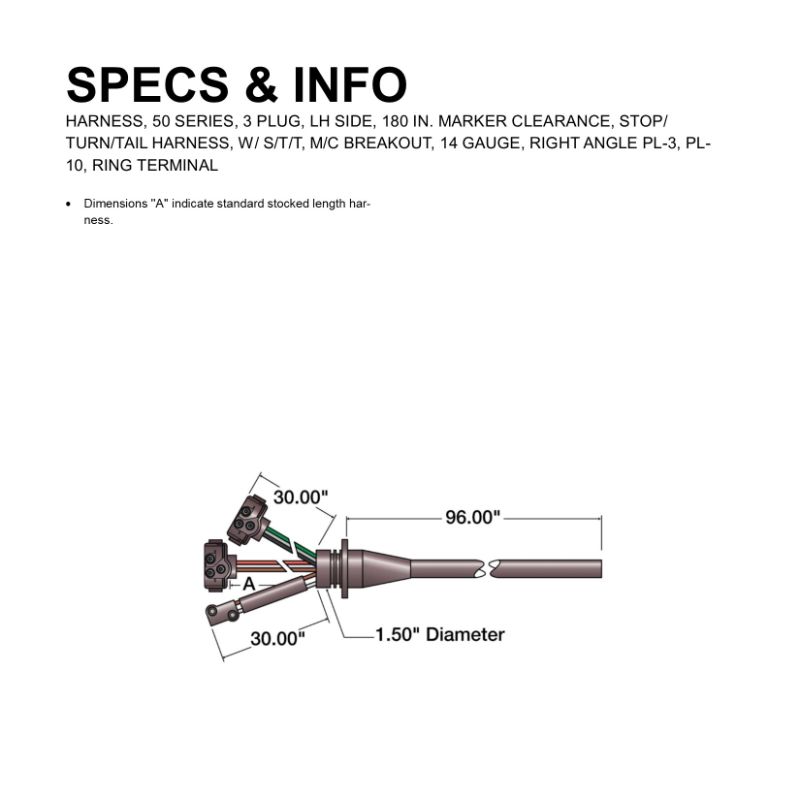 SPECS & INFO
HARNESS, 50 SERIES, 3 PLUG, LH SIDE, 180 IN. MARKER CLEARANCE, STOP/
TURN/TAIL HARNESS, W/ S/T/T, M/C BREAKOUT, 14 GAUGE, RIGHT ANGLE PL-3, PL-
10, RING TERMINAL
• Dimensions "A" indicate standard stocked length har-
ness.
30.00"
96.00"
A
30.00"
1.50" Diameter